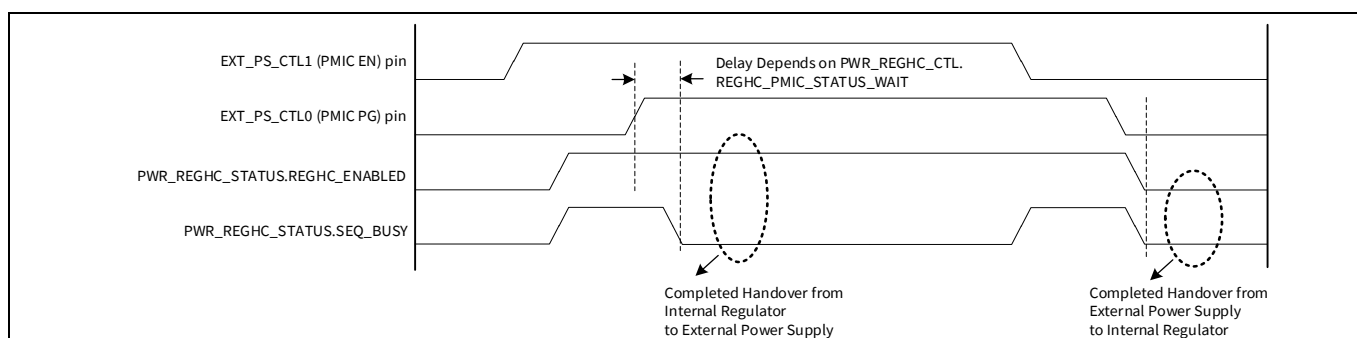 EXT_PS_CTL1 (PMIC EN) pin
Delay Depends on PWR_REGHC_CTL.
REGHC_PMIC_STATUS_WAIT
EXT_PS_CTL0 (PMIC PG) pin
PWR_REGHC_STATUS.REGHC_ENABLED
PWR_REGHC_STATUS.SEQ_BUSY
Completed Handover from
Internal Regulator
to External Power Supply
Completed Handover from
External Power Supply
to Internal Regulator